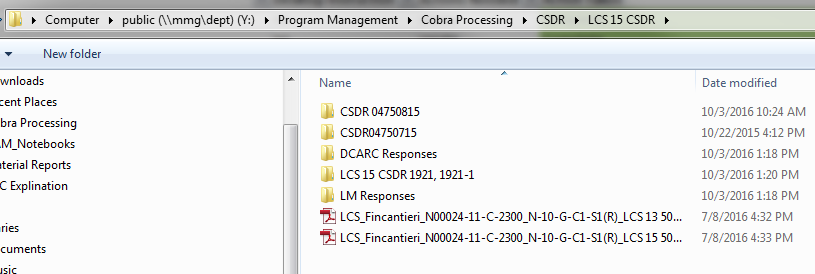 Computer ▸ public (\\mmg\dept) (Y:) ▸ Program Management ▸ Cobra Processing ▸ CSDR ▸ LCS 15 CSDR ▸
New folder
Name Date modified
wnloads
cent Places
bra Processing
AM_Notebooks
aterial Reports
C Explination
aries
cuments
usic
CSDR 04750815 10/3/2016 10:24 AM
CSDR04750715 10/22/2015 4:12 PM
DCARC Responses 10/3/2016 1:18 PM
LCS 15 CSDR 1921, 1921-1 10/3/2016 1:20 PM
LM Responses 10/3/2016 1:18 PM
LCS_Fincantieri_N00024-11-C-2300_N-10-G-C1-S1(R)_LCS 13 50... 7/8/2016 4:32 PM
LCS_Fincantieri_N00024-11-C-2300_N-10-G-C1-S1(R)_LCS 15 50... 7/8/2016 4:33 PM